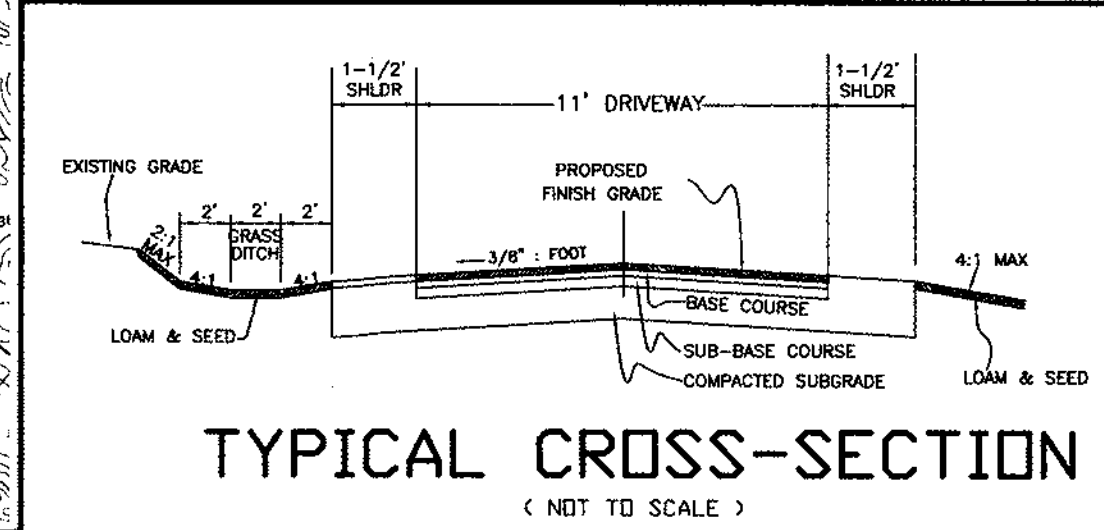 1-1/2'
SHLDR
11' DRIVEWAY
1-1/2'
SHLDR
EXISTING GRADE
PROPOSED
FINISH GRADE
2'
2'
2'
2:1
MAX
GRASS
DITCH
4:1
4:1
3/8" : FOOT
4:1 MAX
BASE COURSE
LOAM & SEED
SUB-BASE COURSE
COMPACTED SUBGRADE
LOAM & SEED
TYPICAL CROSS-SECTION
( NOT TO SCALE )